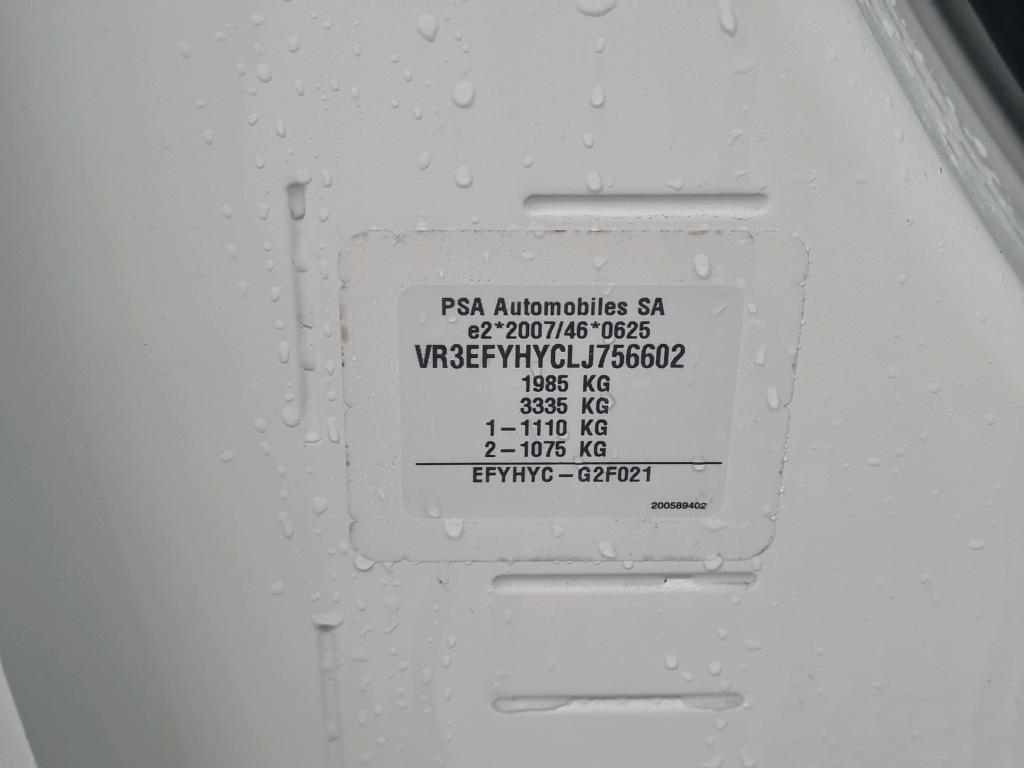 PSA Automobiles SA
e2*2007/46*0625
VR3EFYHYCLJ756602
1985 KG
3335 KG
1-1110 KG
2-1075 KG
EFYHYC-G2F021
200589402